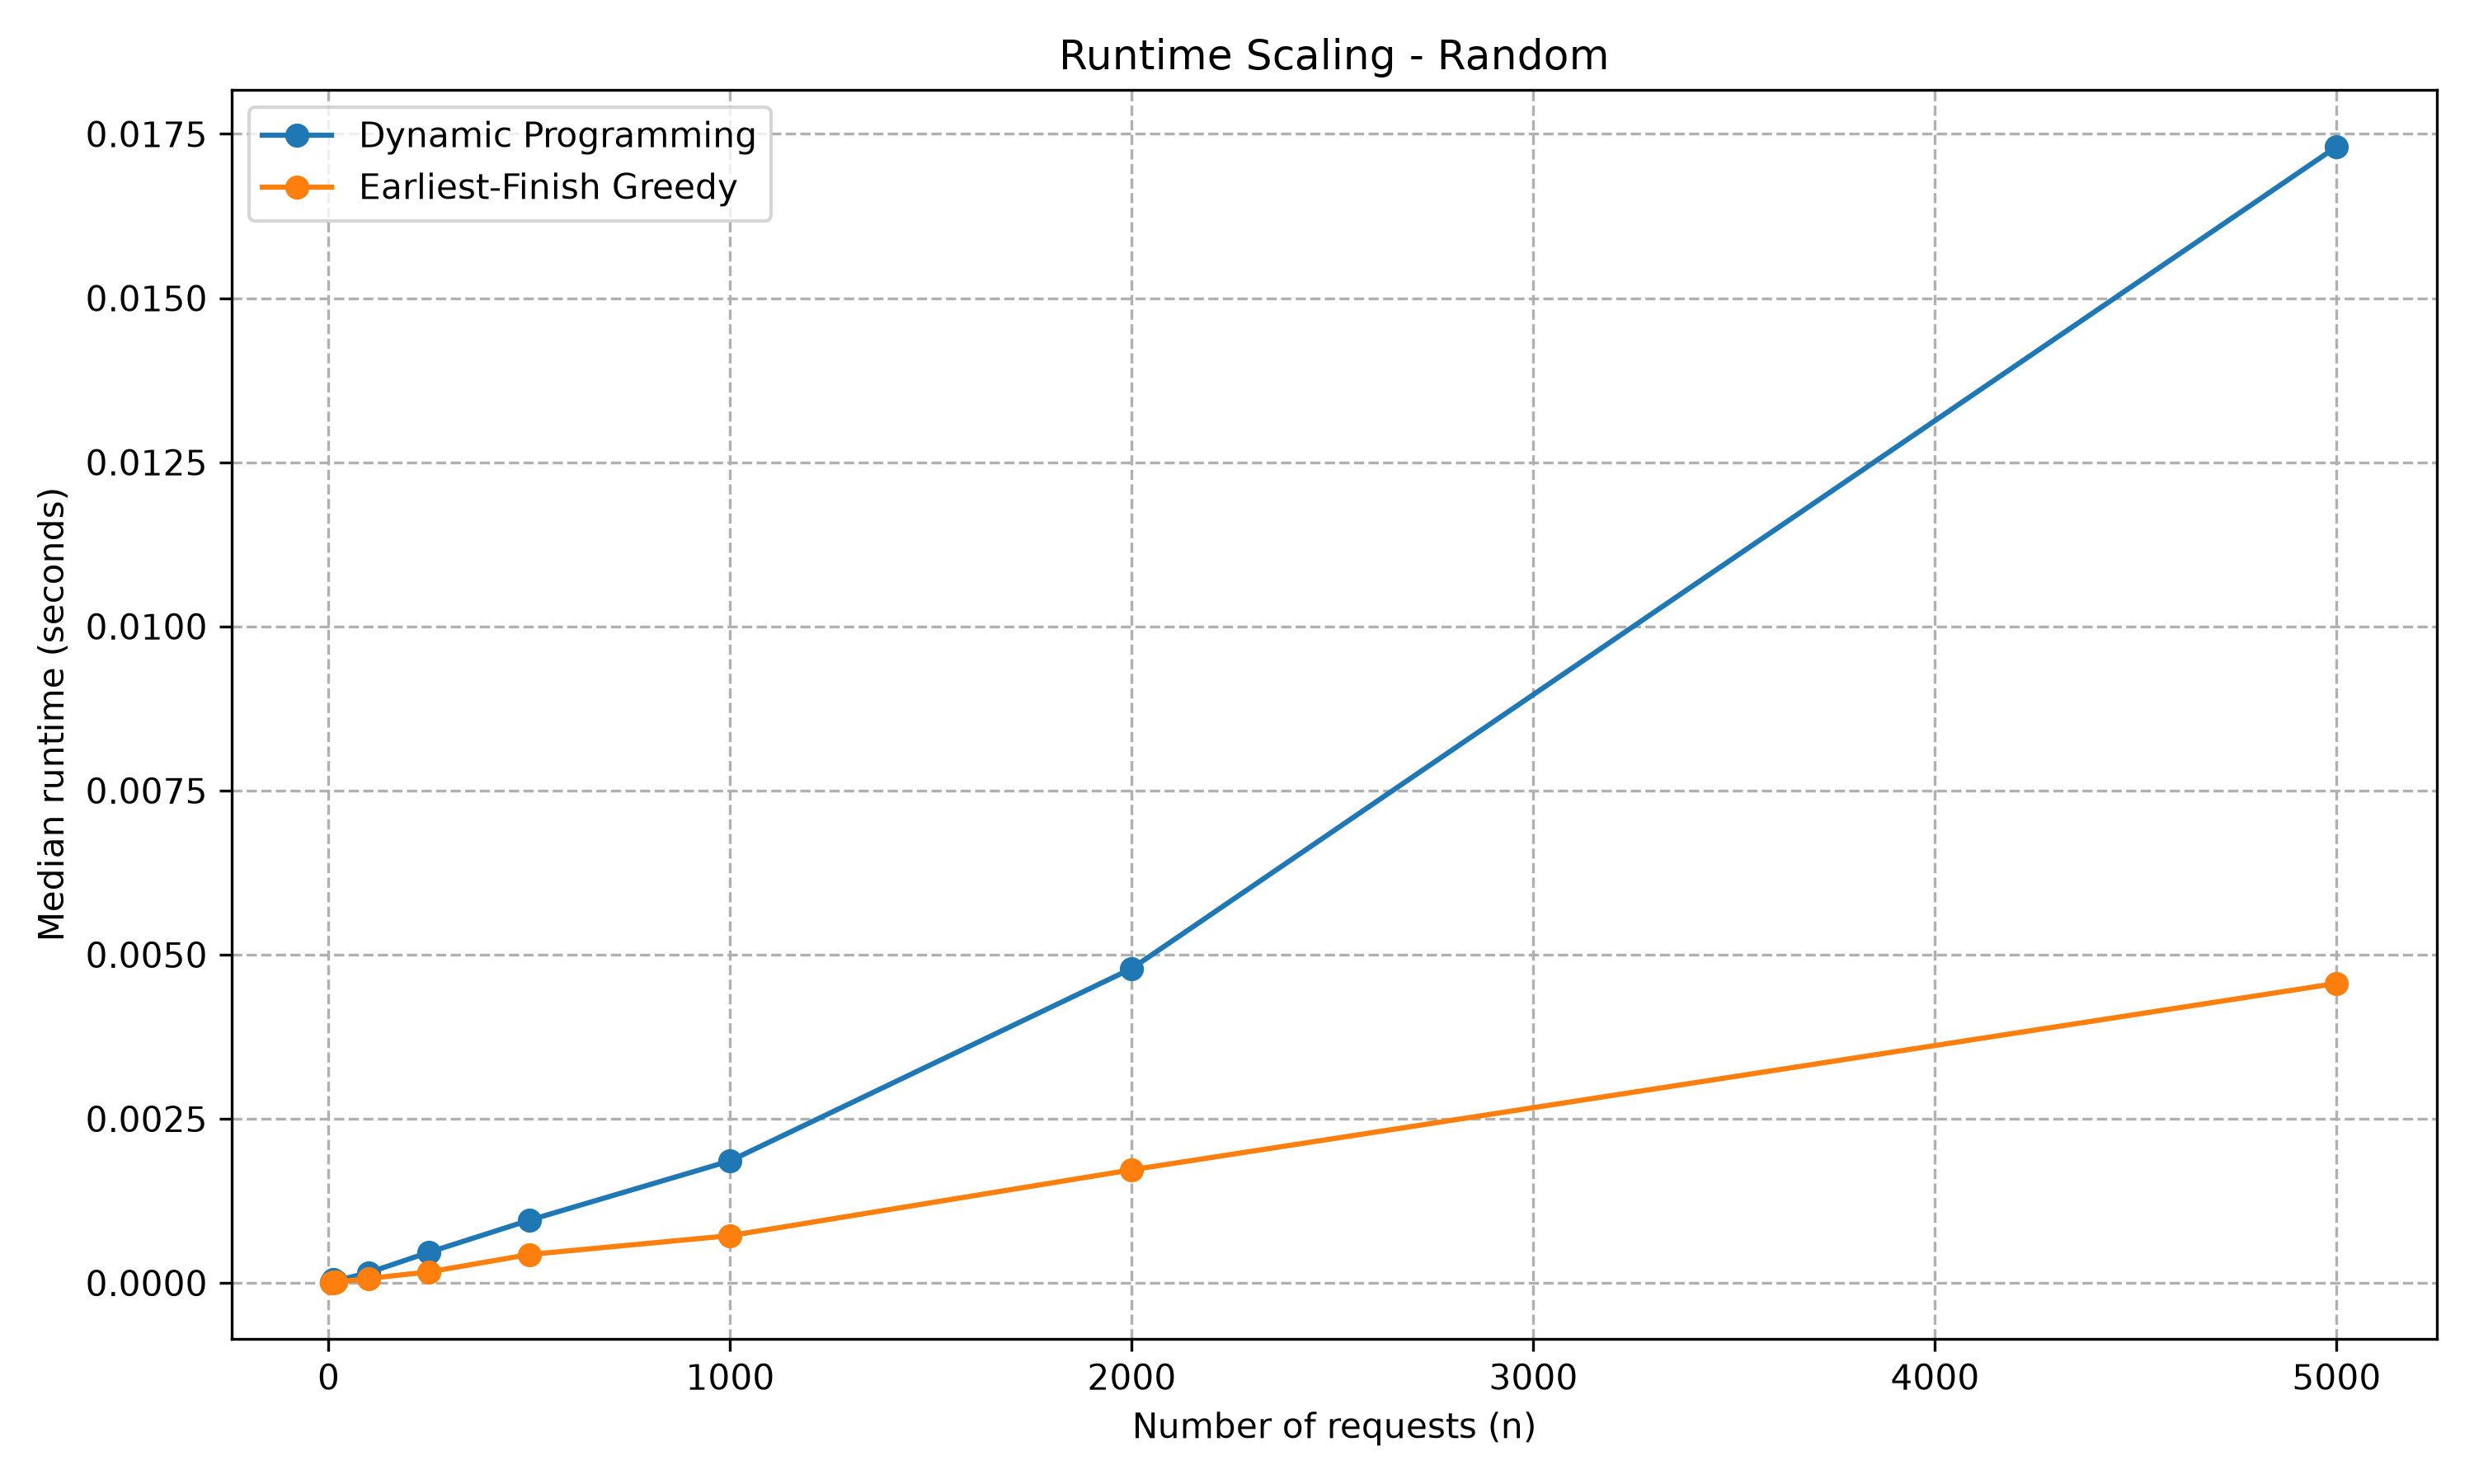 Runtime Scaling - Random
Dynamic Programming
Earliest-Finish Greedy
Median runtime (seconds)
0.0175
0.0150
0.0125
0.0100
0.0075
0.0050
0.0025
0.0000
0 1000 2000 3000 4000 5000
Number of requests (n)